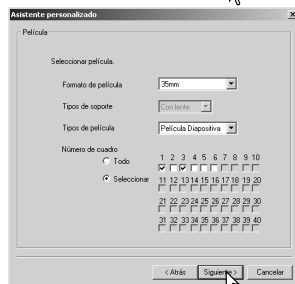 Asistente personalizado
Película
Seleccionar película.
Formato de película 35mm
Tipos de soporte Con lente
Tipos de película Película Diapositiva
Número de cuadro
Todo
Seleccionar
1 2 3 4 5 6 7 8 9 10
11 12 13 14 15 16 17 18 19 20
21 22 23 24 25 26 27 28 29 30
31 32 33 34 35 36 37 38 39 40
< Atrás Siguiente > Cancelar